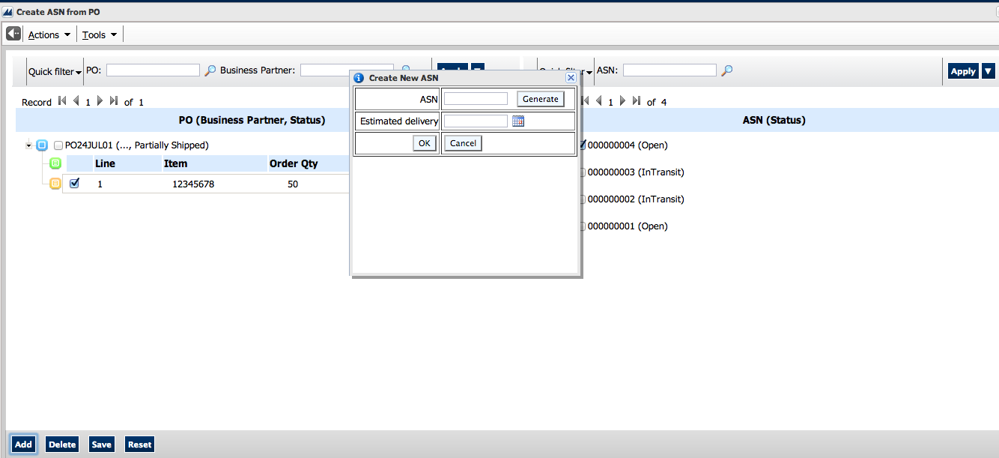 Create ASN from PO
Actions Tools
Quick filter PO: Business Partner: ASN: Apply
Create New ASN
ASN Generate
Estimated delivery
OK Cancel
Record 1 of 1
1 of 4
PO (Business Partner, Status)
ASN (Status)
PO24JUL01 (..., Partially Shipped)
Line Item Order Qty
1 12345678 50
000000004 (Open)
000000003 (InTransit)
000000002 (InTransit)
000000001 (Open)
Add Delete Save Reset